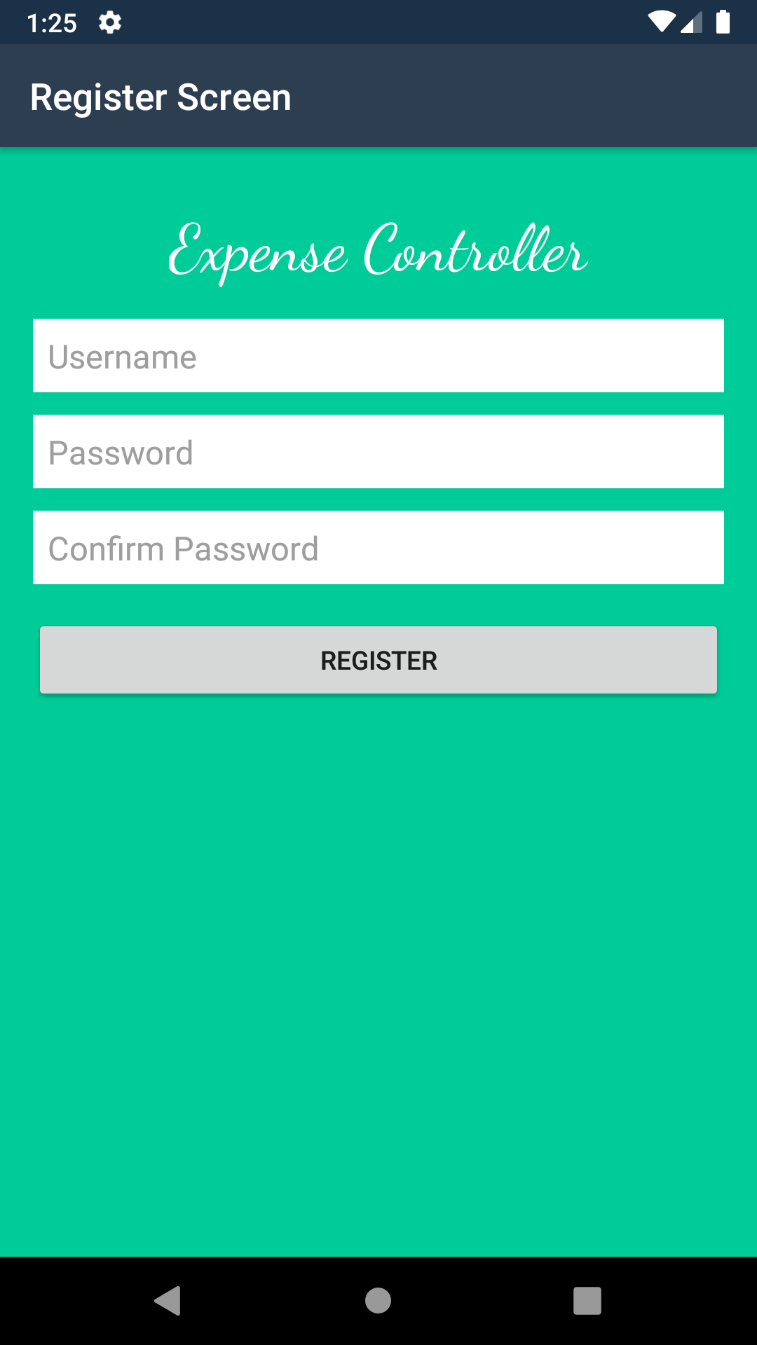 1:25
Register Screen
Expense Controller
Username
Password
Confirm Password
REGISTER